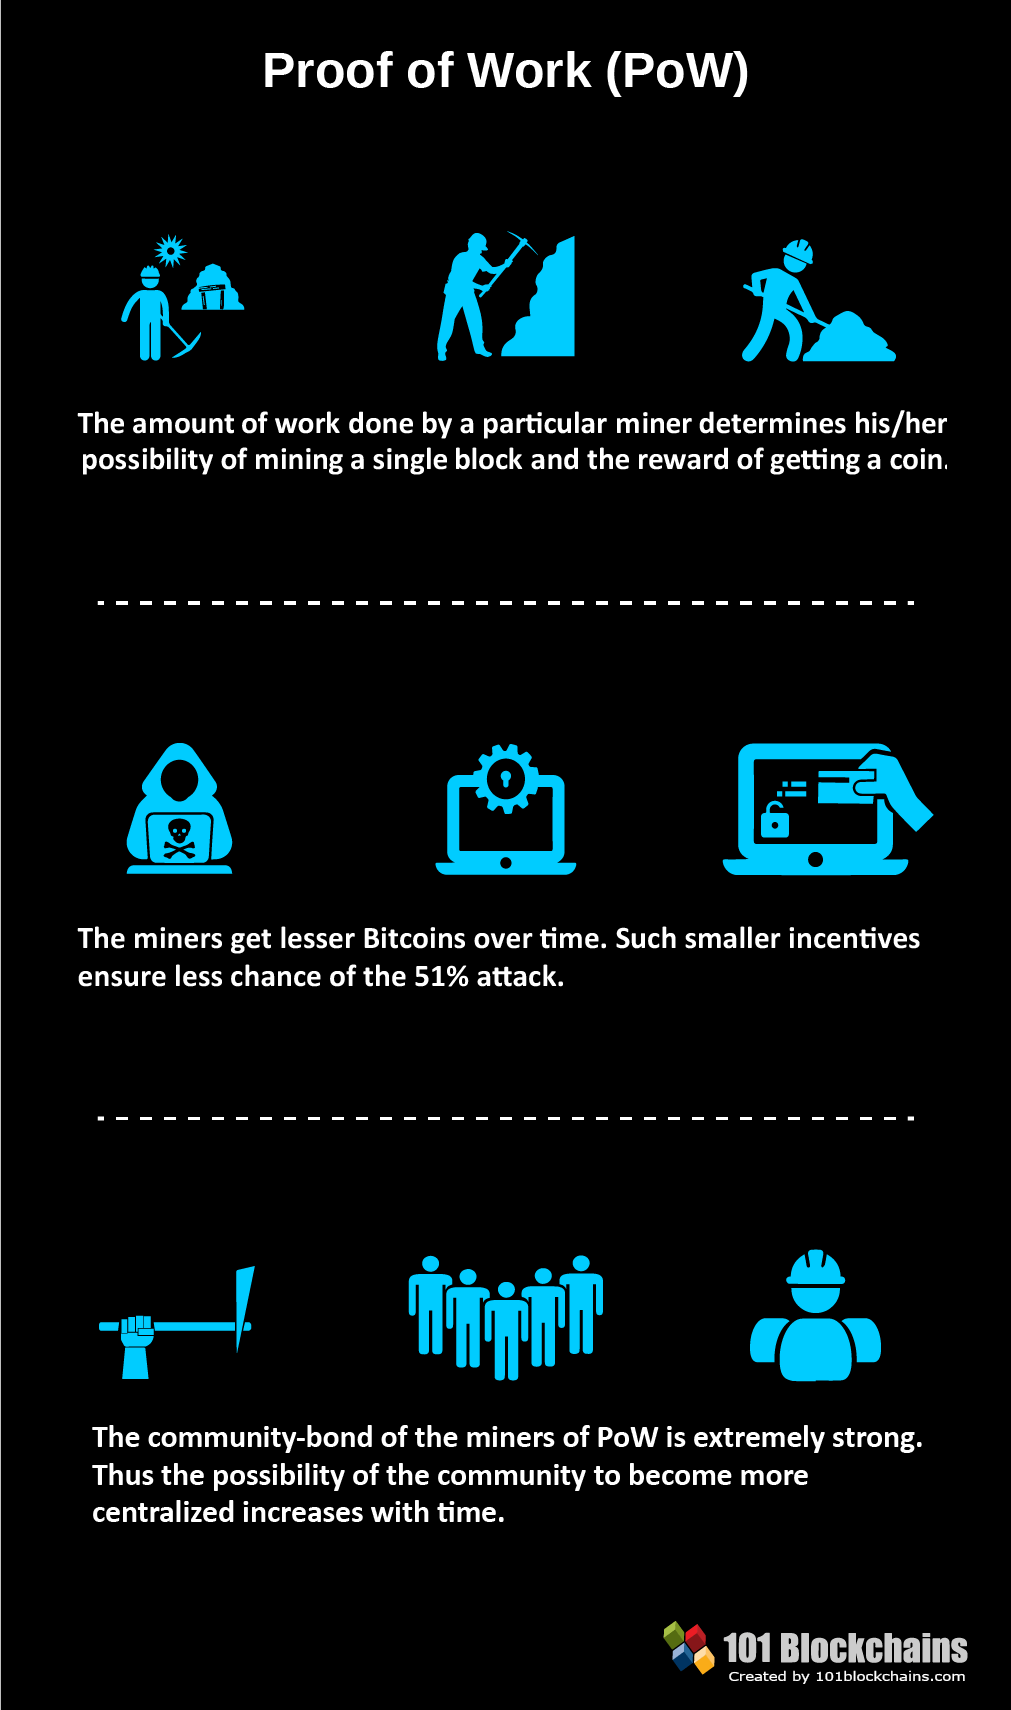 Proof of Work (PoW)
The amount of work done by a particular miner determines his/her
possibility of mining a single block and the reward of getting a coin.
The miners get lesser Bitcoins over time. Such smaller incentives
ensure less chance of the 51% attack.
The community-bond of the miners of PoW is extremely strong.
Thus the possibility of the community to become more
centralized increases with time.
101 Blockchains
Created by 101blockchains.com